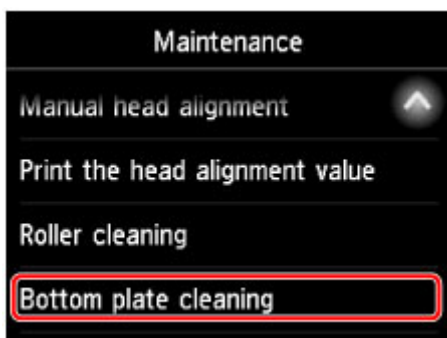 Maintenance
Manual head alignment
Print the head alignment value
Roller cleaning
Bottom plate cleaning